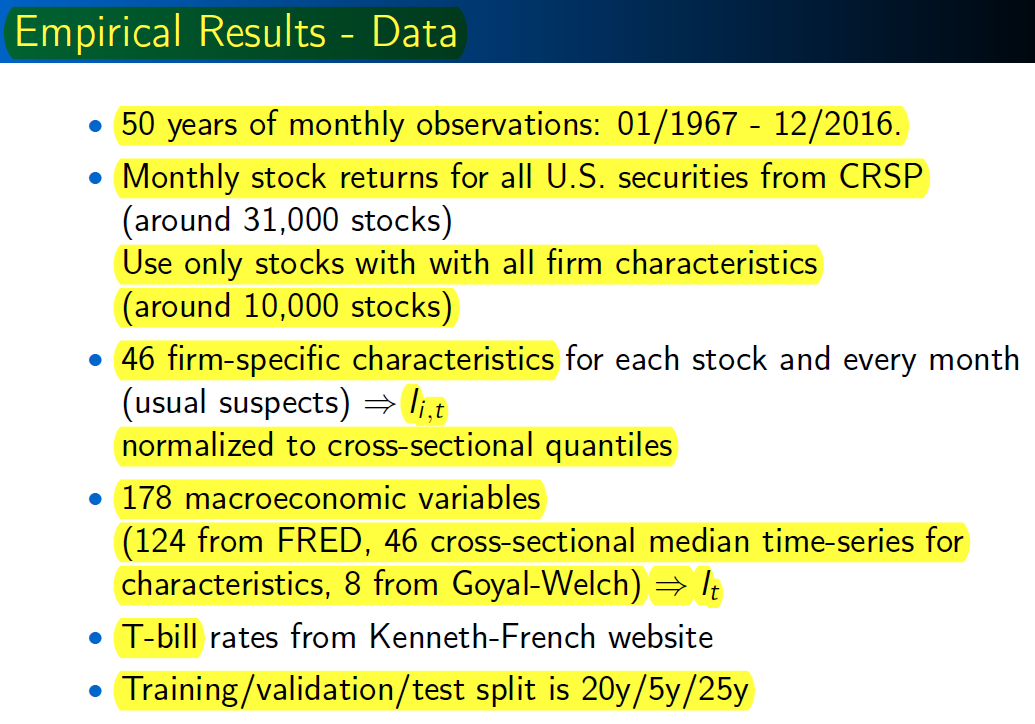 Empirical Results - Data
• 50 years of monthly observations: 01/1967 - 12/2016.
• Monthly stock returns for all U.S. securities from CRSP
(around 31,000 stocks)
Use only stocks with with all firm characteristics
(around 10,000 stocks)
• 46 firm-specific characteristics for each stock and every month
(usual suspects) ⇒ I_{i,t}
normalized to cross-sectional quantiles
• 178 macroeconomic variables
(124 from FRED, 46 cross-sectional median time-series for
characteristics, 8 from Goyal-Welch) ⇒ I_t
• T-bill rates from Kenneth-French website
• Training/validation/test split is 20y/5y/25y